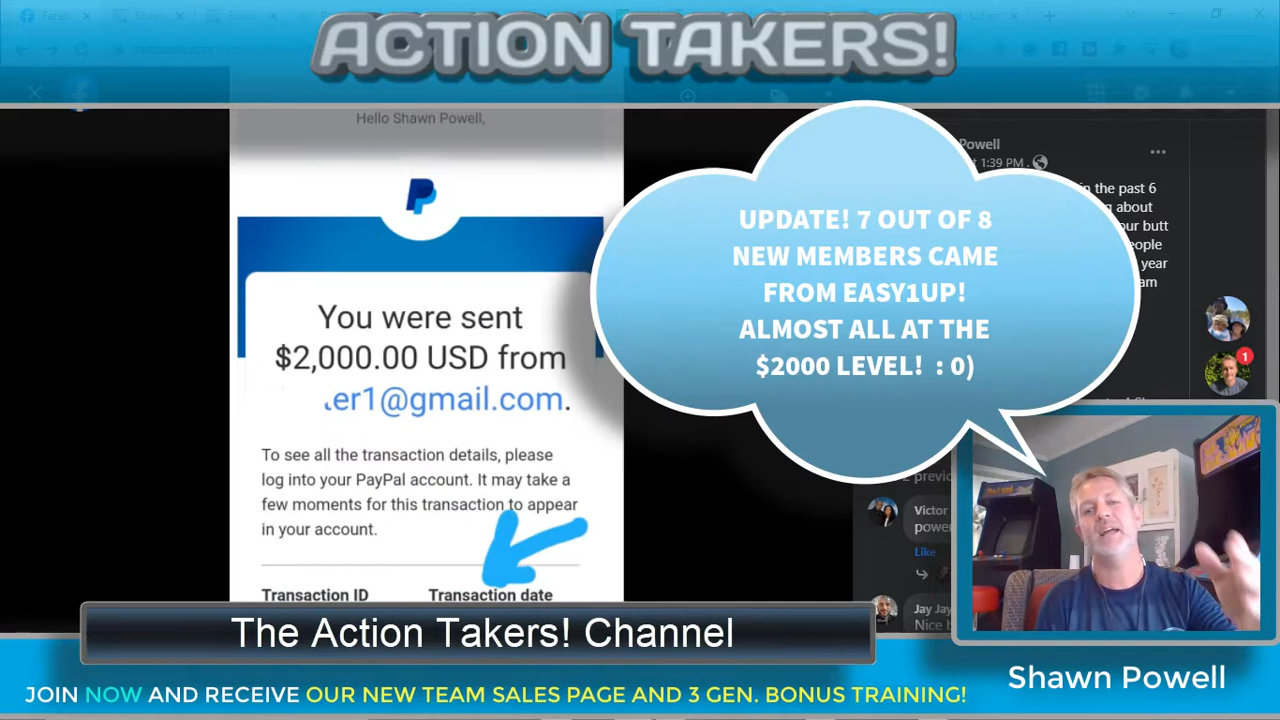 ACTION TAKERS!
Hello Shawn Powell,
You were sent
$2,000.00 USD from
er1@gmail.com.
To see all the transaction details, please
log into your PayPal account. It may take a
few moments for this transaction to appear
in your account.
Transaction ID Transaction date
UPDATE! 7 OUT OF 8
NEW MEMBERS CAME
FROM EASY1UP!
ALMOST ALL AT THE
$2000 LEVEL! : 0)
Powell
1:39 PM
in the past 6
about
our butt
year
1
Victor
Like
Jay Jay
Nice
The Action Takers! Channel
Shawn Powell
JOIN NOW AND RECEIVE OUR NEW TEAM SALES PAGE AND 3 GEN. BONUS TRAINING!